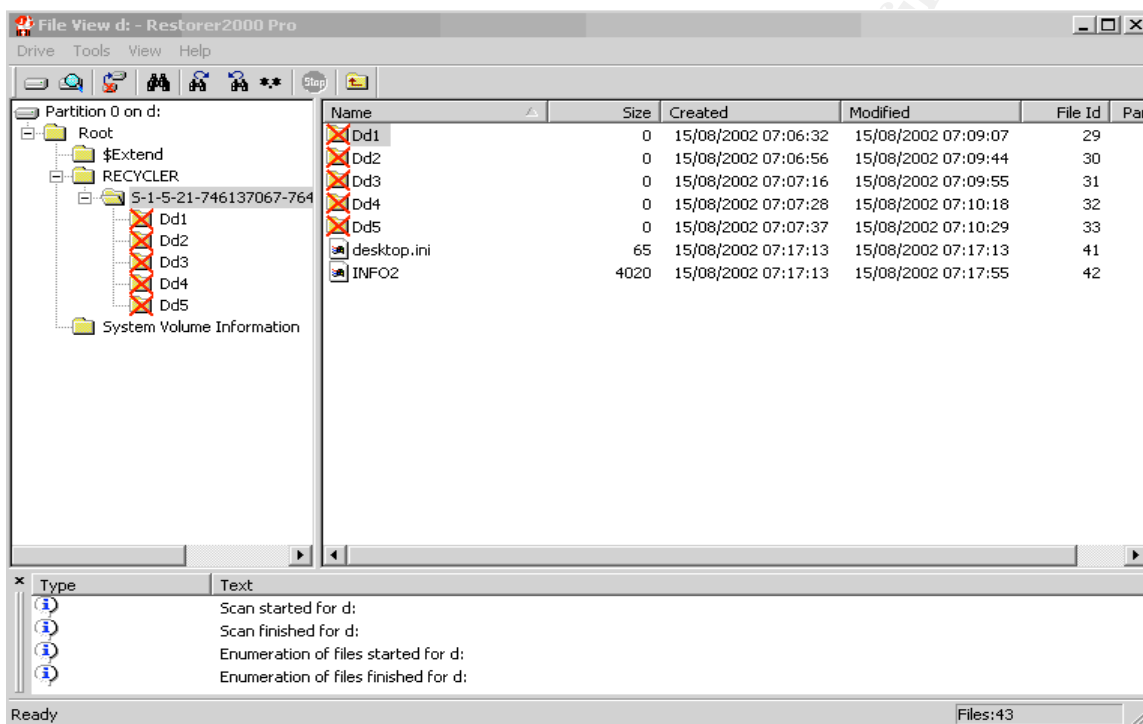 File View d: - Restorer2000 Pro
Drive Tools View Help
Stop
Partition 0 on d:
Root
$Extend
RECYCLER
S-1-5-21-746137067-764
Dd1
Dd2
Dd3
Dd4
Dd5
System Volume Information
Name Size Created Modified File Id Pa
Dd1 0 15/08/2002 07:06:32 15/08/2002 07:09:07 29
Dd2 0 15/08/2002 07:06:56 15/08/2002 07:09:44 30
Dd3 0 15/08/2002 07:07:16 15/08/2002 07:09:55 31
Dd4 0 15/08/2002 07:07:28 15/08/2002 07:10:18 32
Dd5 0 15/08/2002 07:07:37 15/08/2002 07:10:29 33
desktop.ini 65 15/08/2002 07:17:13 15/08/2002 07:17:13 41
INFO2 4020 15/08/2002 07:17:13 15/08/2002 07:17:55 42
Type Text
Scan started for d:
Scan finished for d:
Enumeration of files started for d:
Enumeration of files finished for d:
Ready Files:43